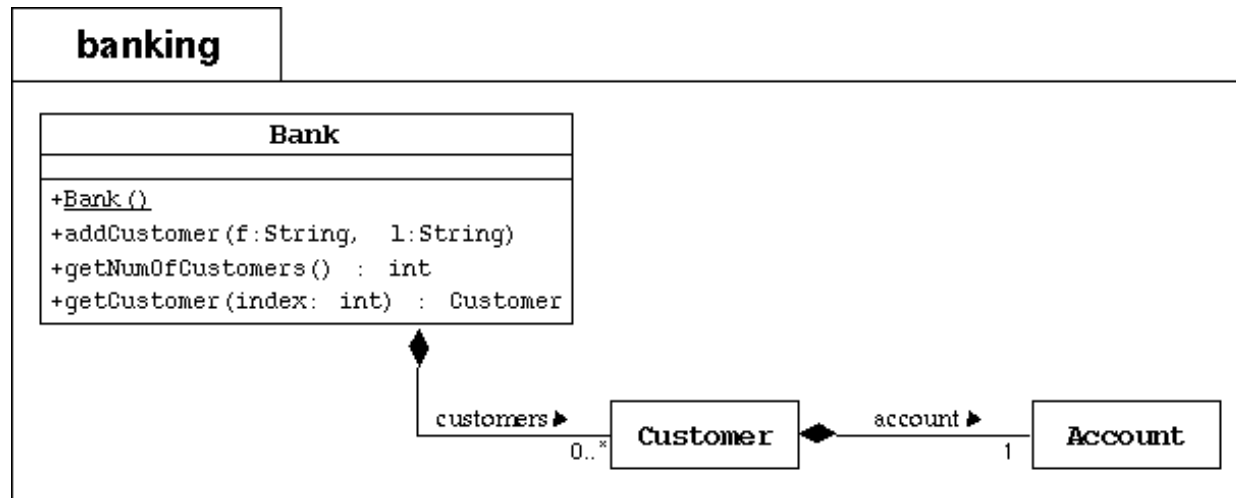 banking
Bank
+Bank()
+addCustomer(f:String, l:String)
+getNumOfCustomers() : int
+getCustomer(index: int) : Customer
customers
0..*
Customer
account
1
Account